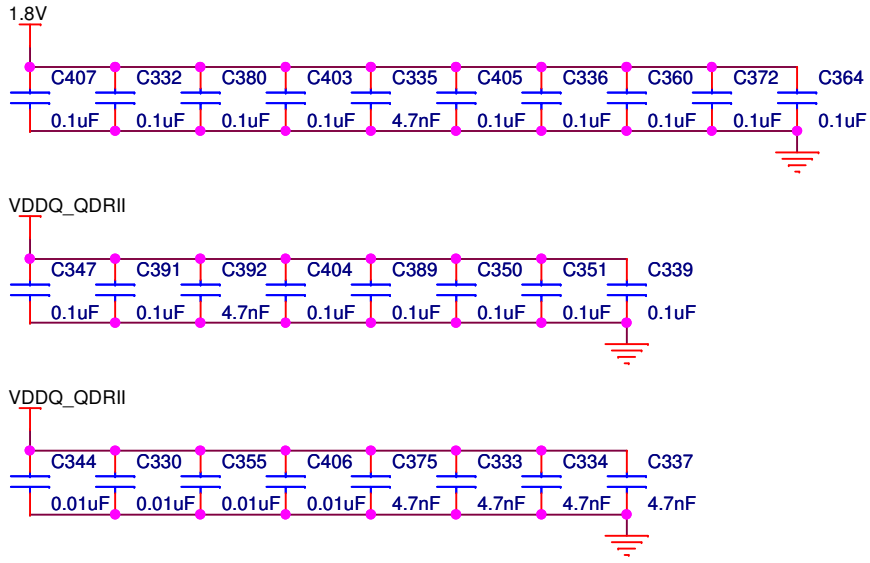 1.8V
C407 C332 C380 C403 C335 C405 C336 C360 C372 C364
0.1uF 0.1uF 0.1uF 0.1uF 4.7nF 0.1uF 0.1uF 0.1uF 0.1uF 0.1uF
VDDQ_QDRII
C347 C391 C392 C404 C389 C350 C351 C339
0.1uF 0.1uF 4.7nF 0.1uF 0.1uF 0.1uF 0.1uF 0.1uF
VDDQ_QDRII
C344 C330 C355 C406 C375 C333 C334 C337
0.01uF 0.01uF 0.01uF 0.01uF 4.7nF 4.7nF 4.7nF 4.7nF